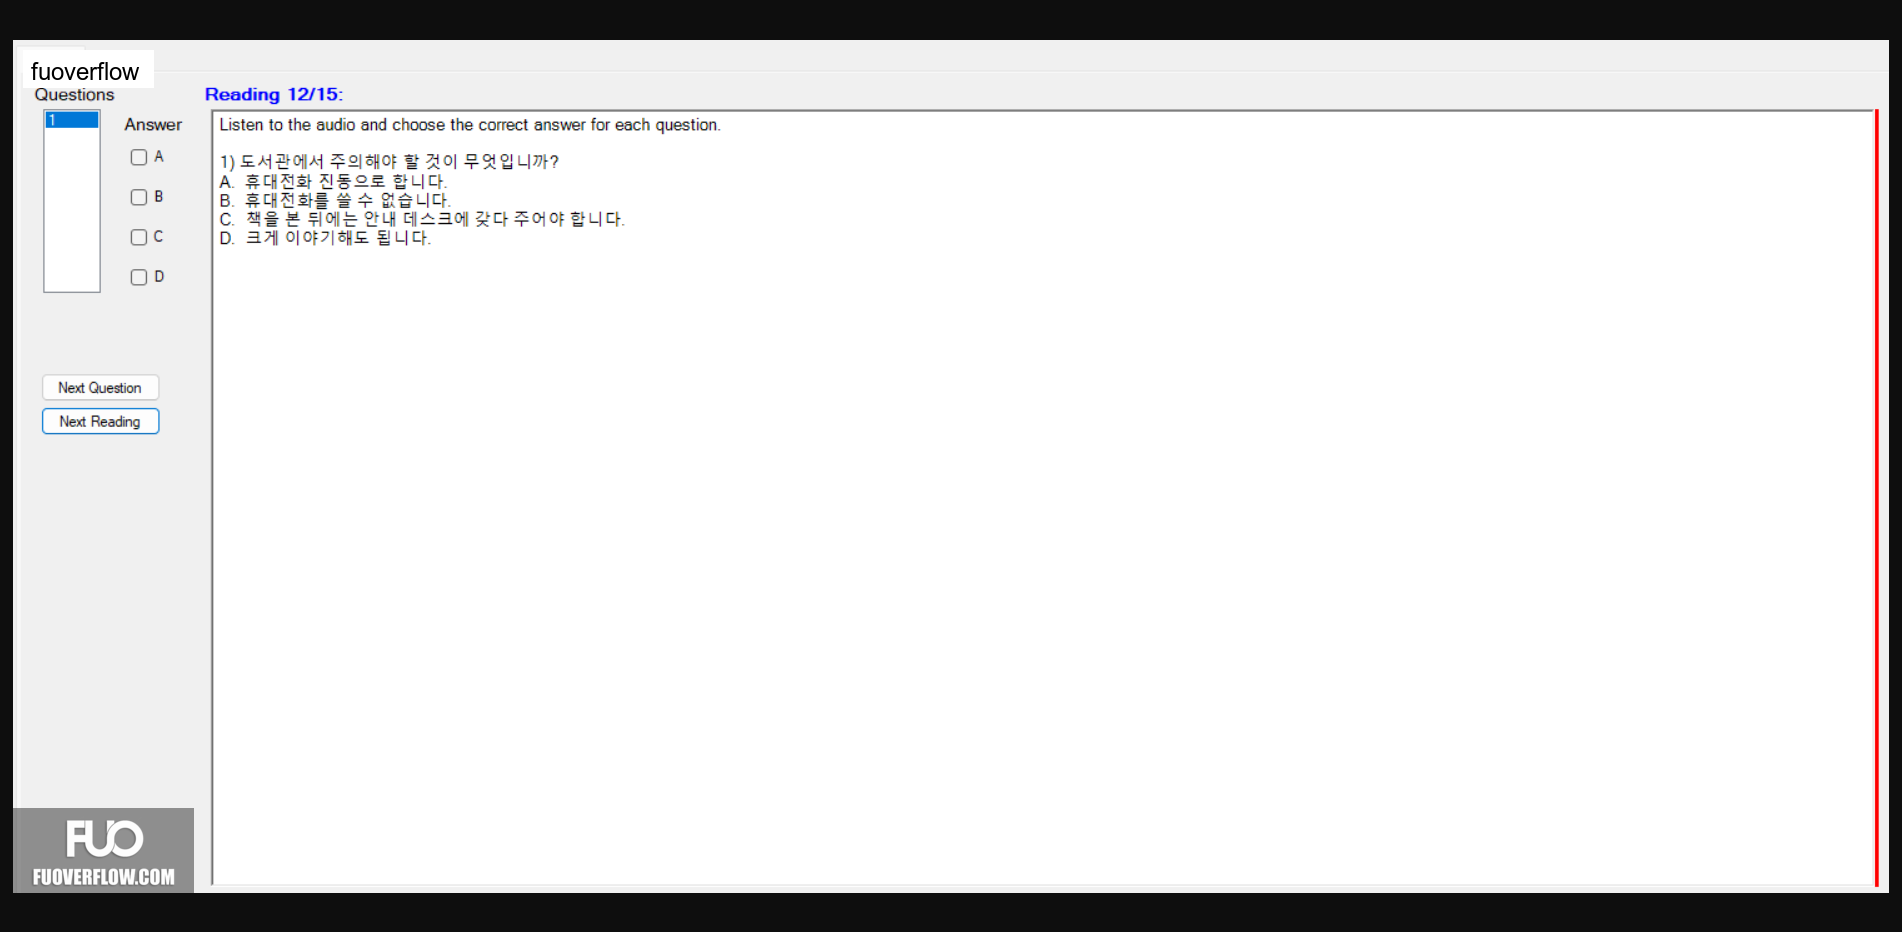 fuoverflow
Questions
Reading 12/15:
1
Answer
A
B
C
D
Next Question
Next Reading
Listen to the audio and choose the correct answer for each question.
1) 도서관에서 주의해야 할 것이 무엇입니까?
A. 휴대전화 진동으로 합니다.
B. 휴대전화를 쓸 수 없습니다.
C. 책을 본 뒤에는 안내 데스크에 갖다 주어야 합니다.
D. 크게 이야기해도 됩니다.
FUO
FUOVERFLOW.COM